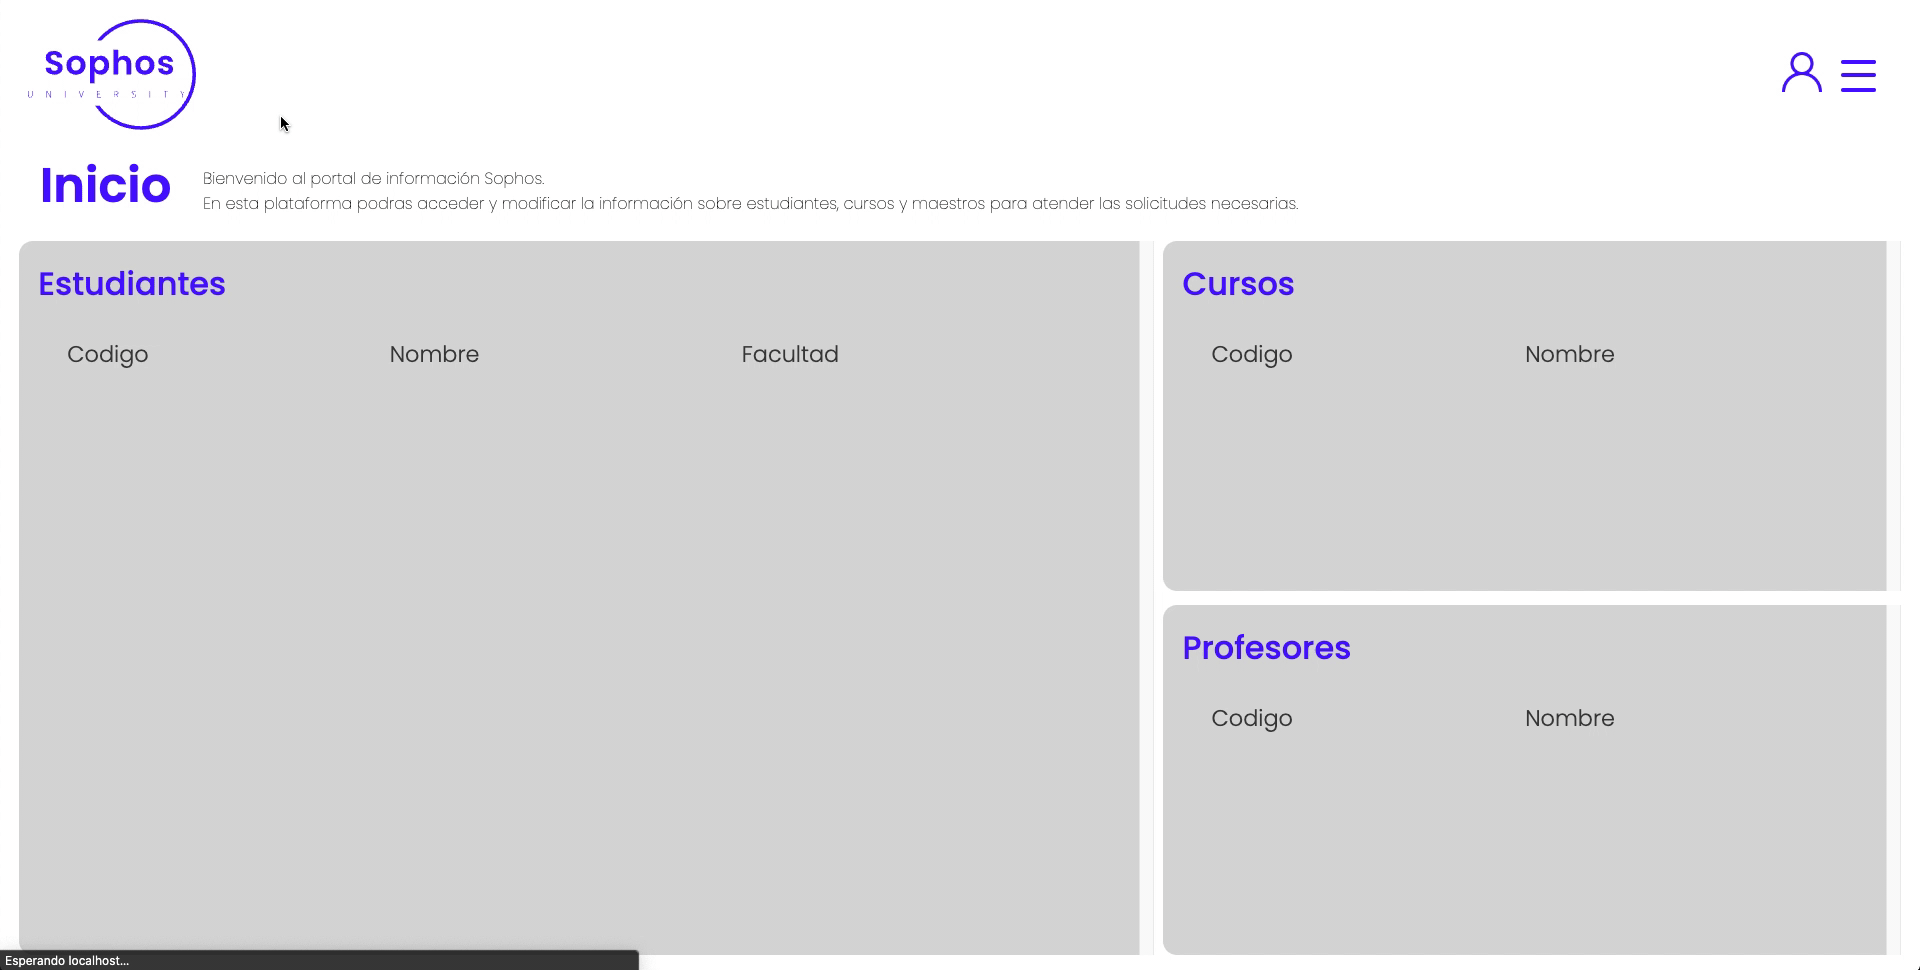 Sophos
UNIVERSITY
Inicio
Bienvenido al portal de información Sophos.
En esta plataforma podras acceder y modificar la información sobre estudiantes, cursos y maestros para atender las solicitudes necesarias.
Estudiantes
Codigo Nombre Facultad
Cursos
Codigo Nombre
Profesores
Codigo Nombre
Esperando localhost...